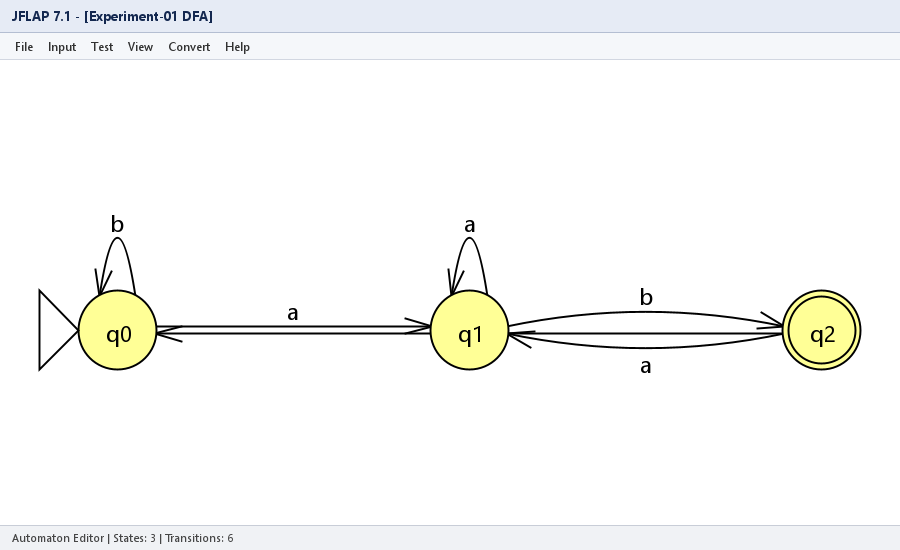 JFLAP 7.1 - [Experiment-01 DFA]
File Input Test View Convert Help
b a
a b
q0 q1 q2
a
Automaton Editor | States: 3 | Transitions: 6